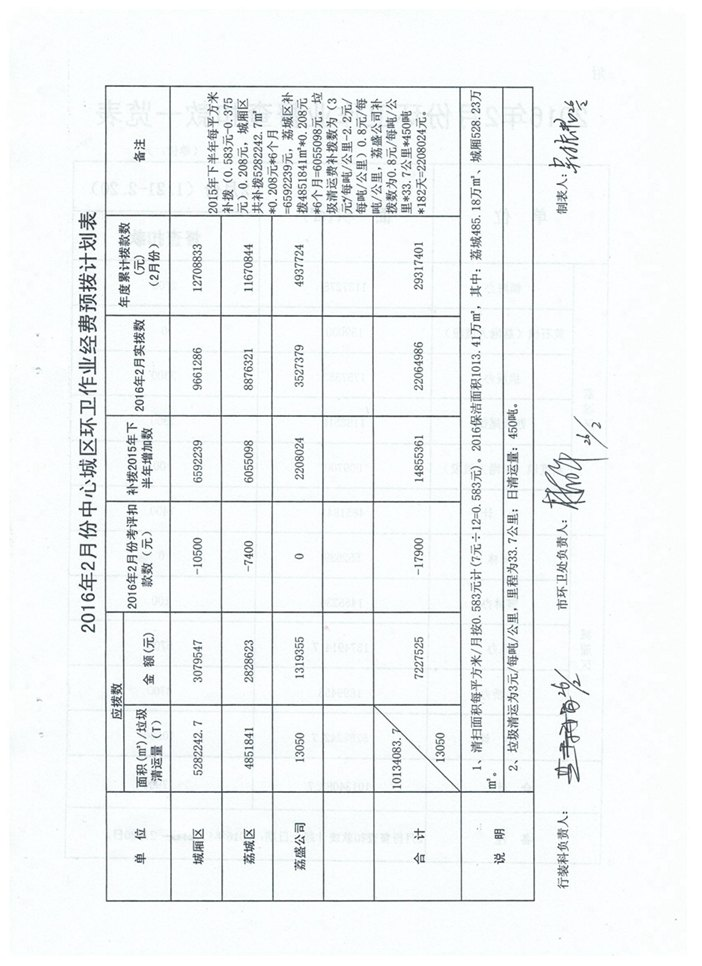 2016年2月份中心城区环卫作业经费预拨计划表
单 位
应拨数
2016年2月份考评扣款数（元）
补拨2015年下半年增加数
2016年2月实拨数
年度累计拨款数（元）（2月份）
备注
面积(㎡)/垃圾清运量（T）
金 额(元)
城厢区 5282242.7 3079547 -10500 6592239 9661286 12708833
荔城区 4851841 2828623 -7400 6055098 8876321 11670844
荔盛公司 13050 1319355 0 2208024 3527379 4937724
合 计 10134083.7 13050 7227525 -17900 14855361 22064986 29317401
2015年下半年每平方米
补拨（0.583元-0.375
元）0.208元，城厢区
共补拨5282242.7㎡
*0.208元*6个月
=6592239元，荔城区补
拨4851841㎡*0.208元
*6个月=6055098元。垃
圾清运费补拨数为（3
元/每吨/公里-2.2元/
每吨/公里）0.8元/每
吨/公里，荔盛公司补
拨数为0.8元/每吨/公
里*33.7公里*450吨
*182天=2208024元。
说 明
1、清扫面积每平方米/月按0.583元计(7元÷12=0.583元)。2016保洁面积1013.41万㎡，其中：荔城485.18万㎡、城厢528.23万
㎡。
2、垃圾清运为3元/每吨/公里，里程为33.7公里；日清运量：450吨。
行装科负责人：
市环卫处负责人：
制表人：